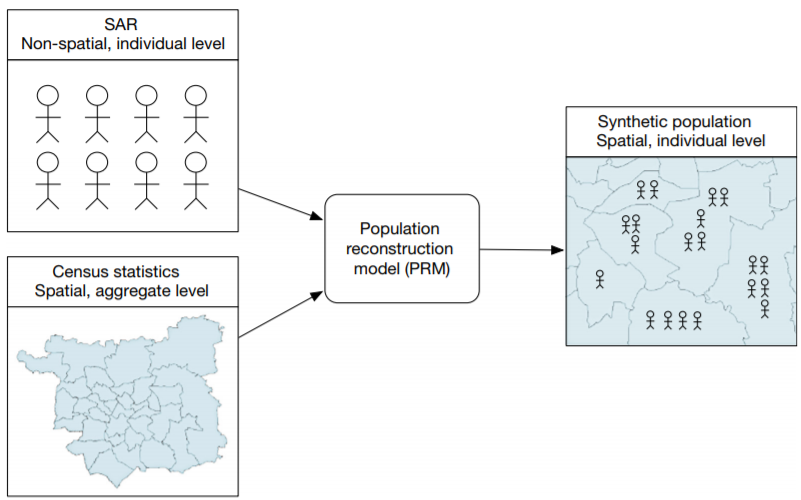 SAR
Non-spatial, individual level
Census statistics
Spatial, aggregate level
Population
reconstruction
model (PRM)
Synthetic population
Spatial, individual level